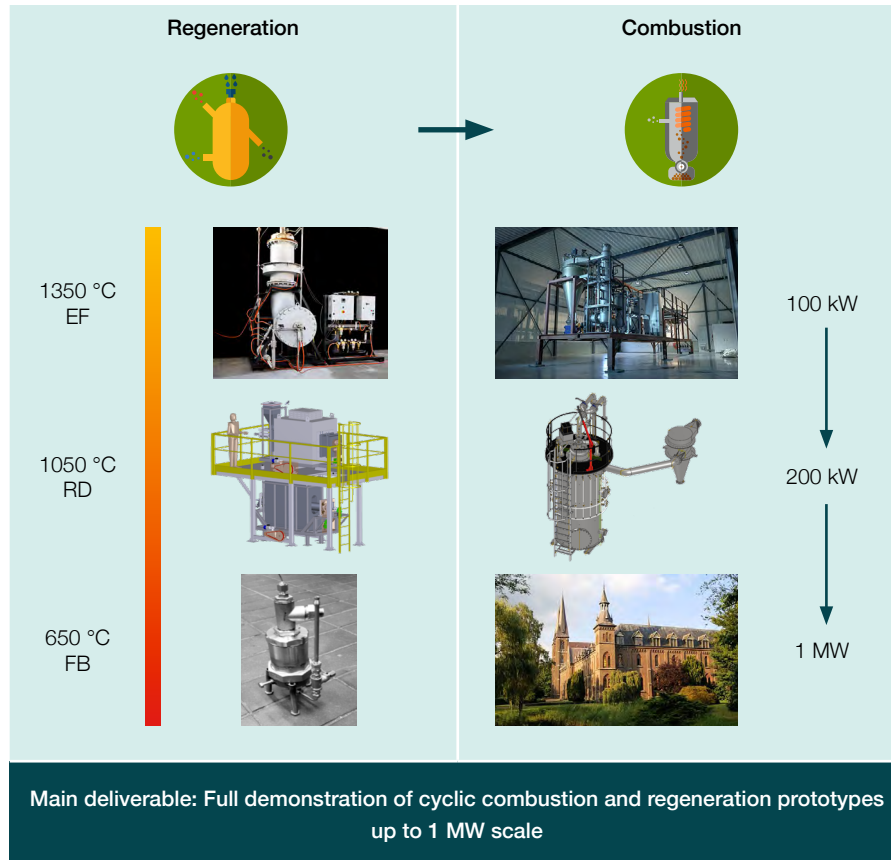 Regeneration
Combustion
1350 °C
EF
100 kW
1050 °C
RD
200 kW
650 °C
FB
1 MW
Main deliverable: Full demonstration of cyclic combustion and regeneration prototypes
up to 1 MW scale